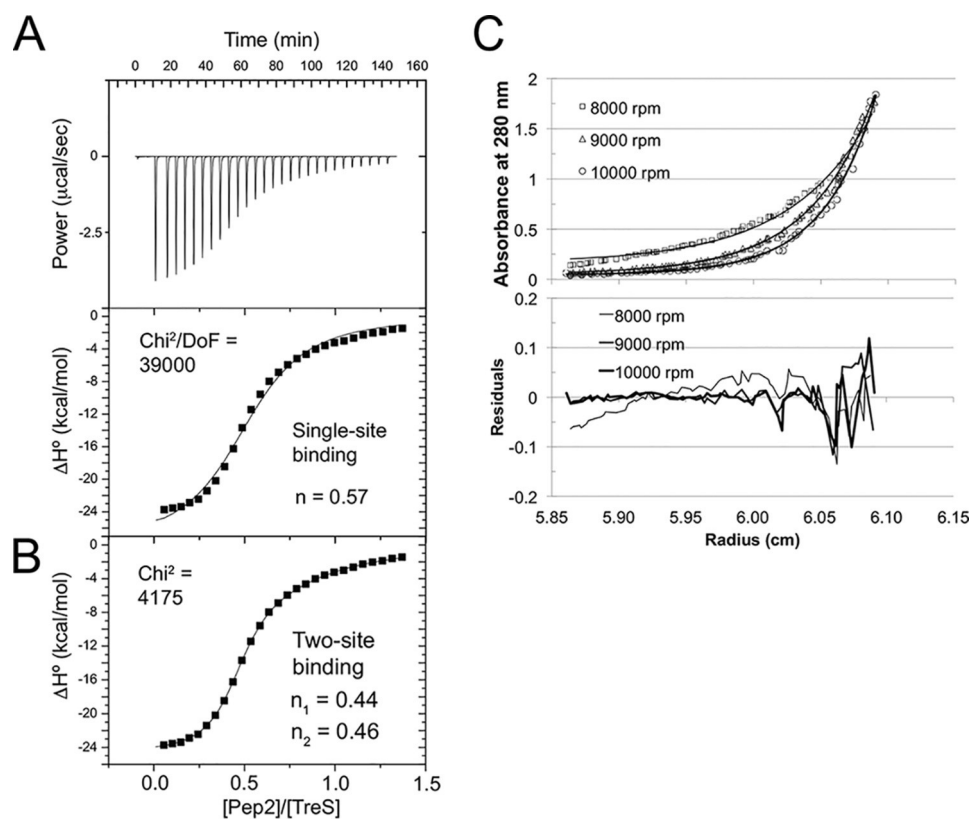 A
Time (min)
0 20 40 60 80 100 120 140 160
Power (µcal/sec)
0
-2.5
ΔHº (kcal/mol)
0
-4
-8
-12
-16
-20
-24
Chi²/DoF =
39000
Single-site
binding
n = 0.57
B
ΔHº (kcal/mol)
0
-4
-8
-12
-16
-20
-24
Chi² =
4175
Two-site
binding
n₁ = 0.44
n₂ = 0.46
0.0 0.5 1.0 1.5
[Pep2]/[TreS]
C
Absorbance at 280 nm
2
1.5
1
0.5
0
8000 rpm
9000 rpm
10000 rpm
Residuals
0.2
0.1
0
-0.1
-0.2
8000 rpm
9000 rpm
10000 rpm
5.85 5.90 5.95 6.00 6.05 6.10 6.15
Radius (cm)